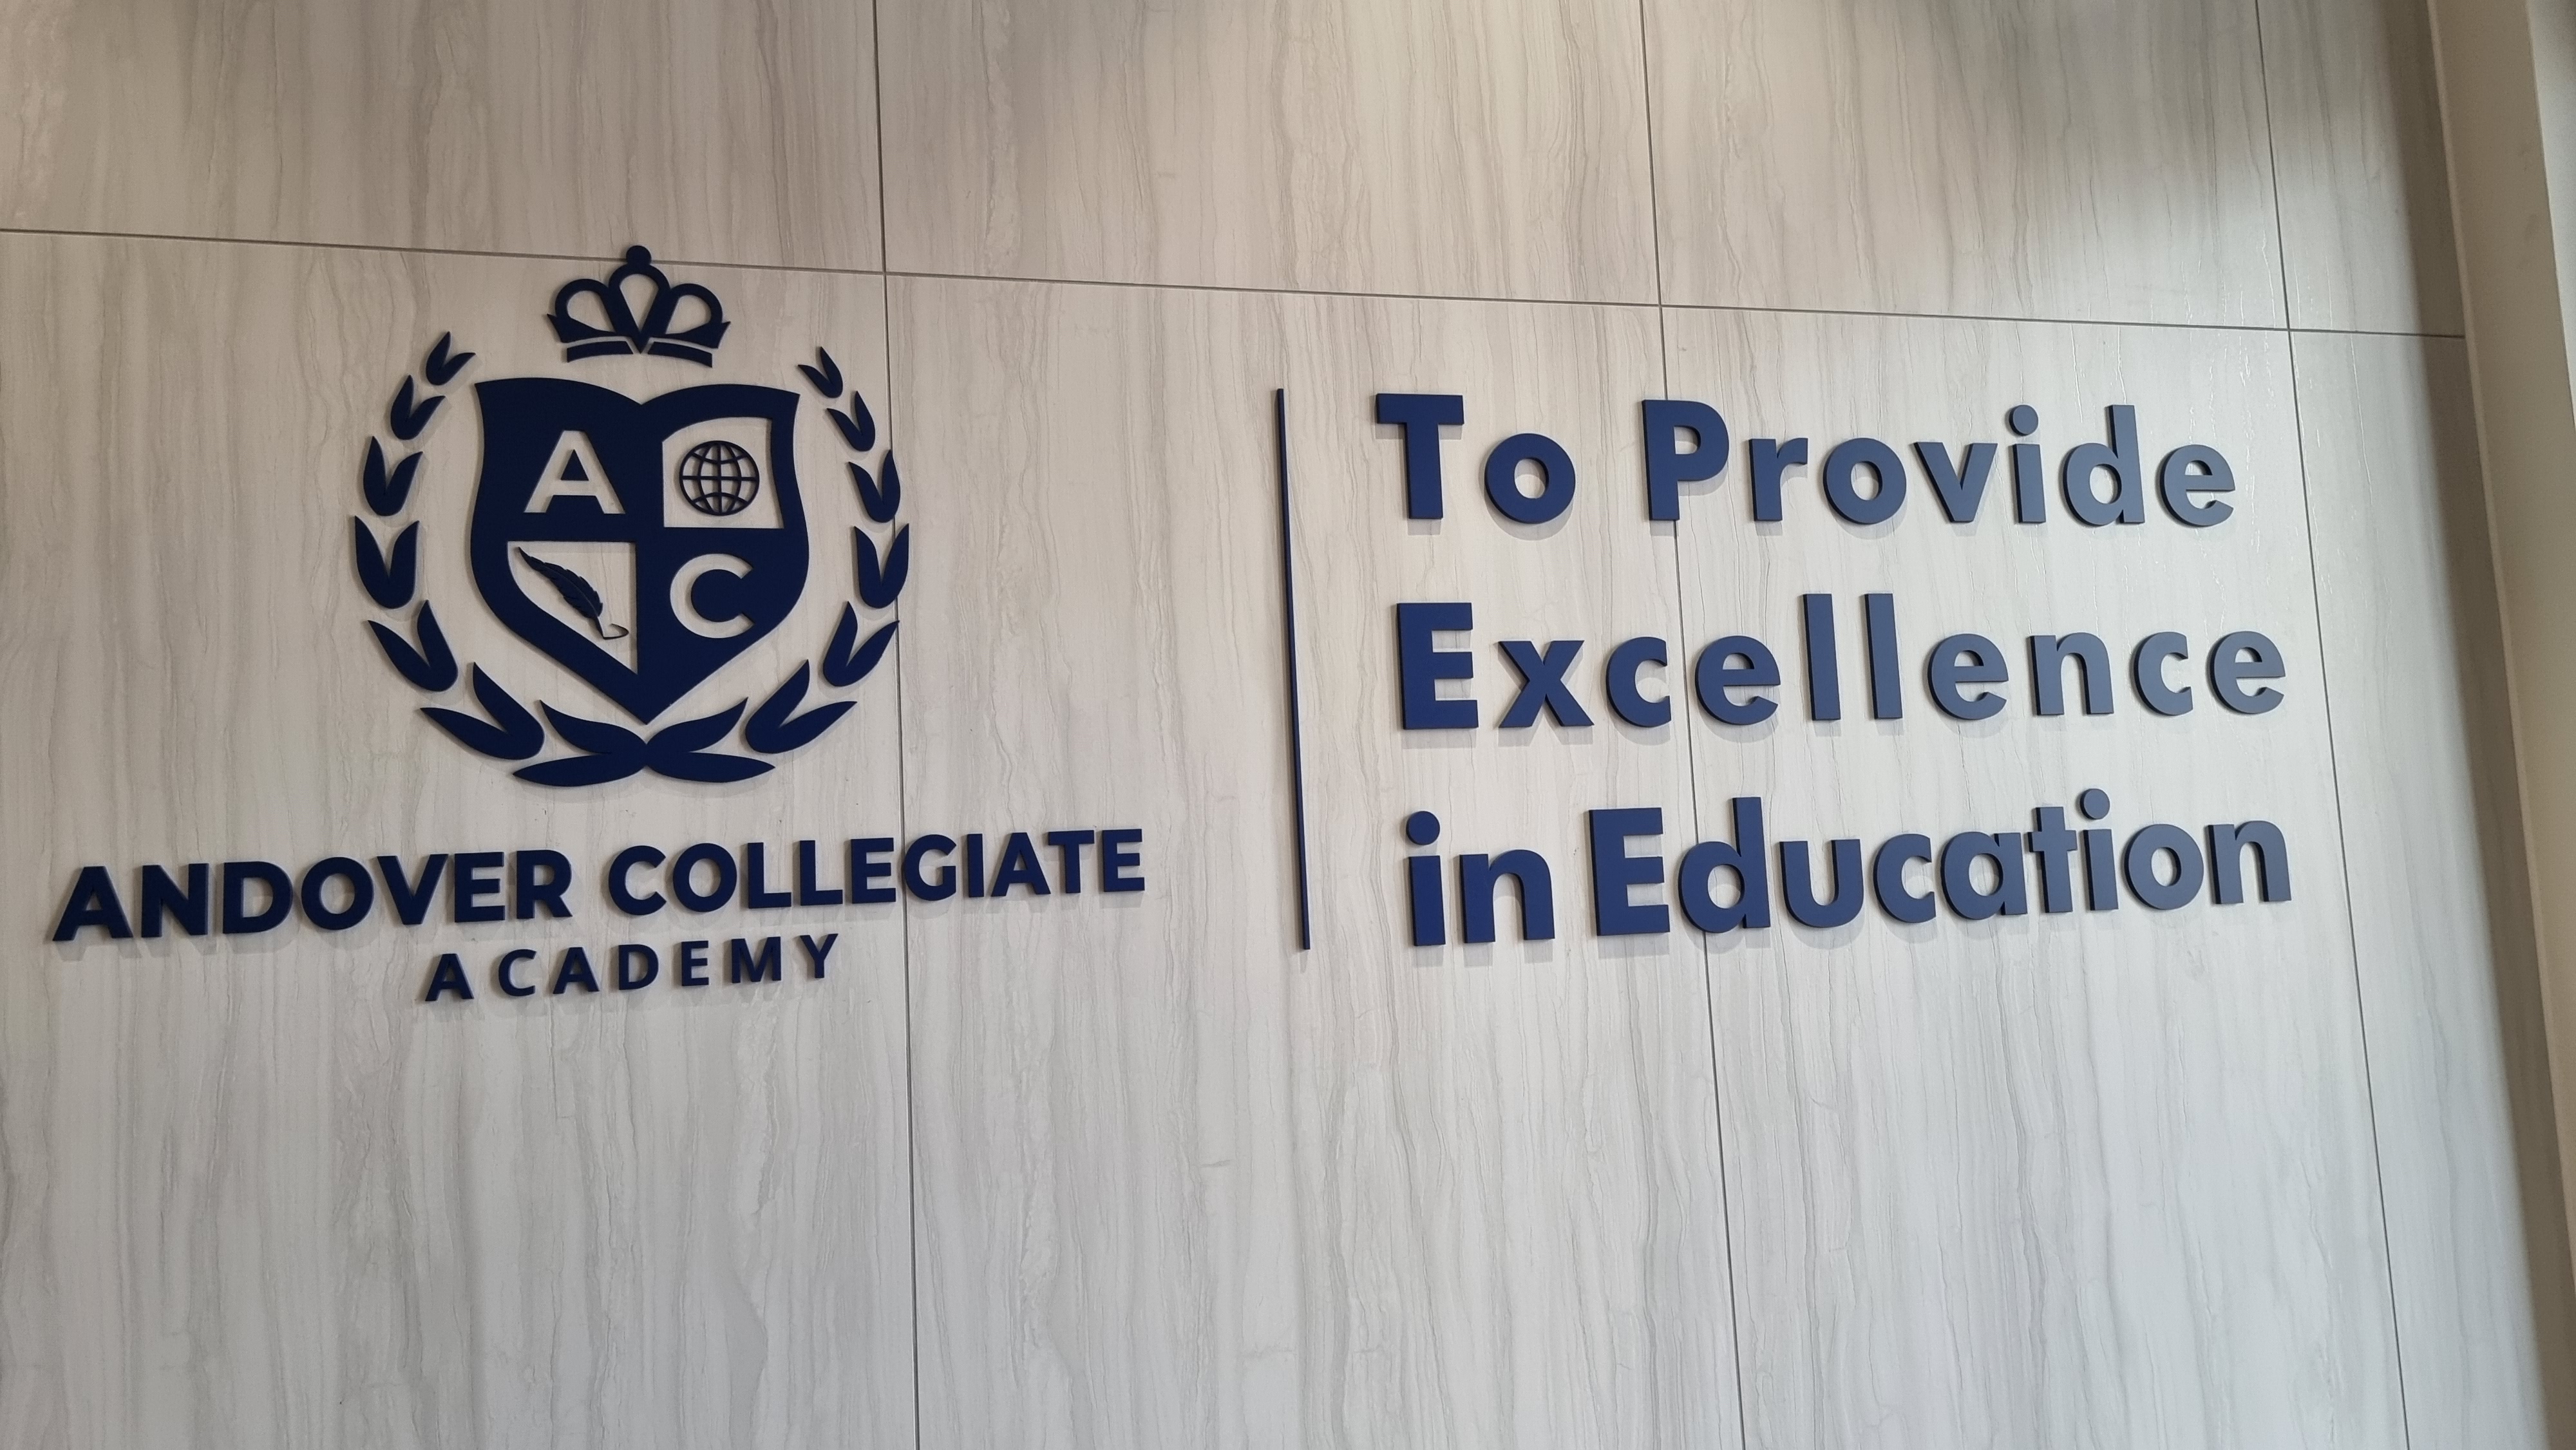 A
C
ANDOVER COLLEGIATE
ACADEMY
To Provide
Excellence
in Education